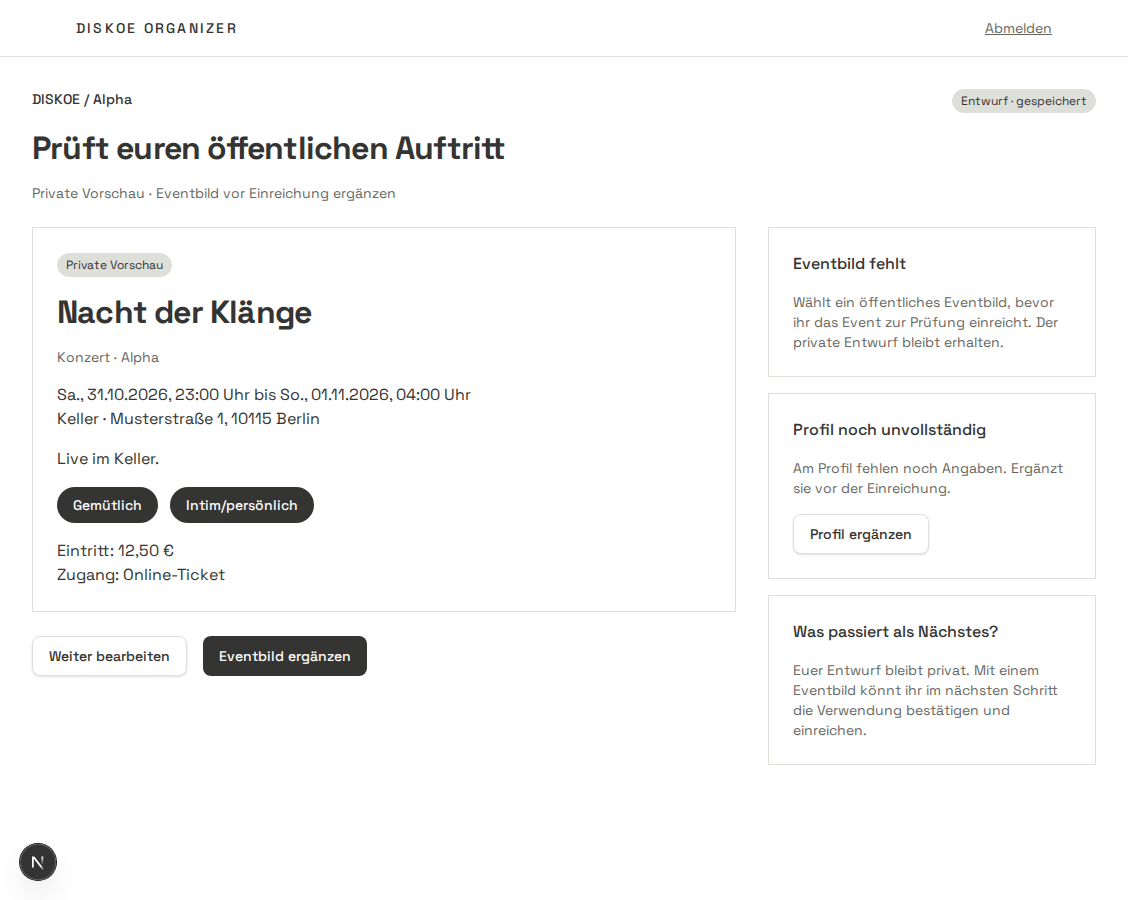 DISKOE ORGANIZER
Abmelden
DISKOE / Alpha
Entwurf · gespeichert
Prüft euren öffentlichen Auftritt
Private Vorschau · Eventbild vor Einreichung ergänzen
Private Vorschau
Nacht der Klänge
Konzert · Alpha
Sa., 31.10.2026, 23:00 Uhr bis So., 01.11.2026, 04:00 Uhr
Keller · Musterstraße 1, 10115 Berlin
Live im Keller.
Gemütlich
Intim/persönlich
Eintritt: 12,50 €
Zugang: Online-Ticket
Weiter bearbeiten
Eventbild ergänzen
Eventbild fehlt
Wählt ein öffentliches Eventbild, bevor
ihr das Event zur Prüfung einreicht. Der
private Entwurf bleibt erhalten.
Profil noch unvollständig
Am Profil fehlen noch Angaben. Ergänzt
sie vor der Einreichung.
Profil ergänzen
Was passiert als Nächstes?
Euer Entwurf bleibt privat. Mit einem
Eventbild könnt ihr im nächsten Schritt
die Verwendung bestätigen und
einreichen.
N